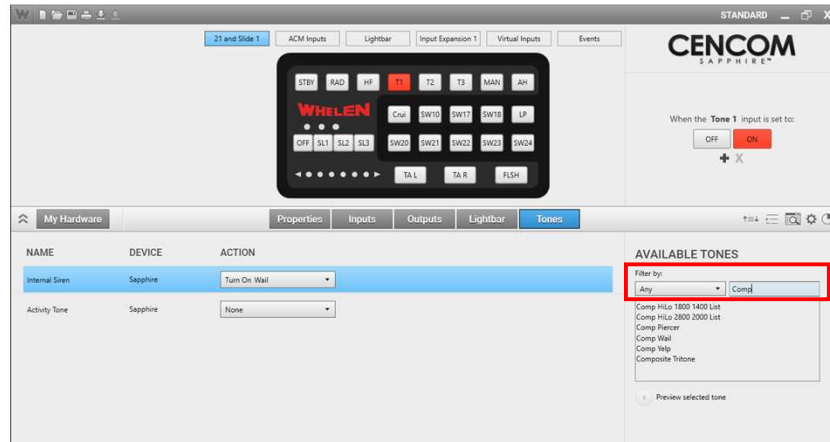 W STANDARD X
21 and Slide 1 ACM Inputs Lightbar Input Expansion 1 Virtual Inputs Events
CENCOM
SAPPHIRE™
STBY RAD HF T1 T2 T3 MAN AH
WHELEN Crui SW10 SW17 SW18 LP
OFF SL1 SL2 SL3 SW20 SW21 SW22 SW23 SW24
TA L TA R FLSH
When the Tone 1 input is set to:
OFF ON
My Hardware Properties Inputs Outputs Lightbar Tones
NAME DEVICE ACTION
Internal Siren Sapphire Turn On Wail
Activity Tone Sapphire None
AVAILABLE TONES
Filter by:
Any Comp
Comp HiLo 1800 1400 List
Comp HiLo 2800 2000 List
Comp Piercer
Comp Wail
Comp Yelp
Composite Tritone
Preview selected tone